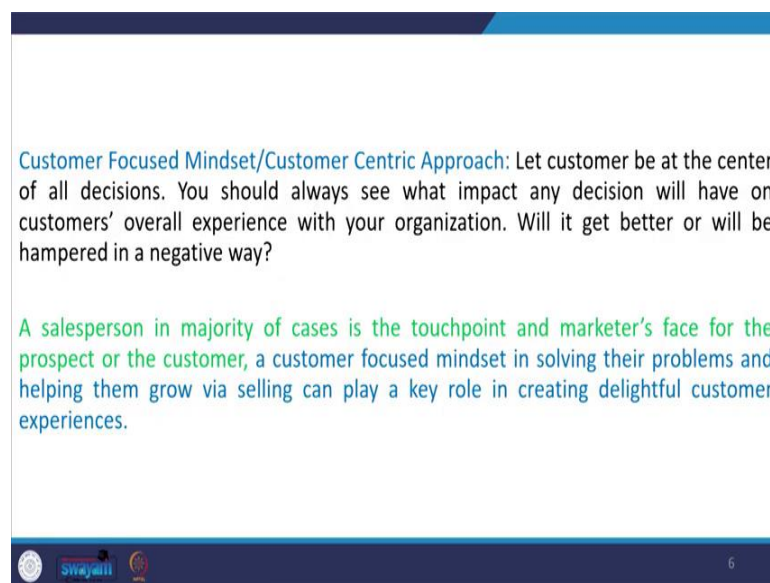 Customer Focused Mindset/Customer Centric Approach: Let customer be at the center
of all decisions. You should always see what impact any decision will have on
customers' overall experience with your organization. Will it get better or will be
hampered in a negative way?
A salesperson in majority of cases is the touchpoint and marketer's face for the
prospect or the customer, a customer focused mindset in solving their problems and
helping them grow via selling can play a key role in creating delightful customer
experiences.
swayam
6